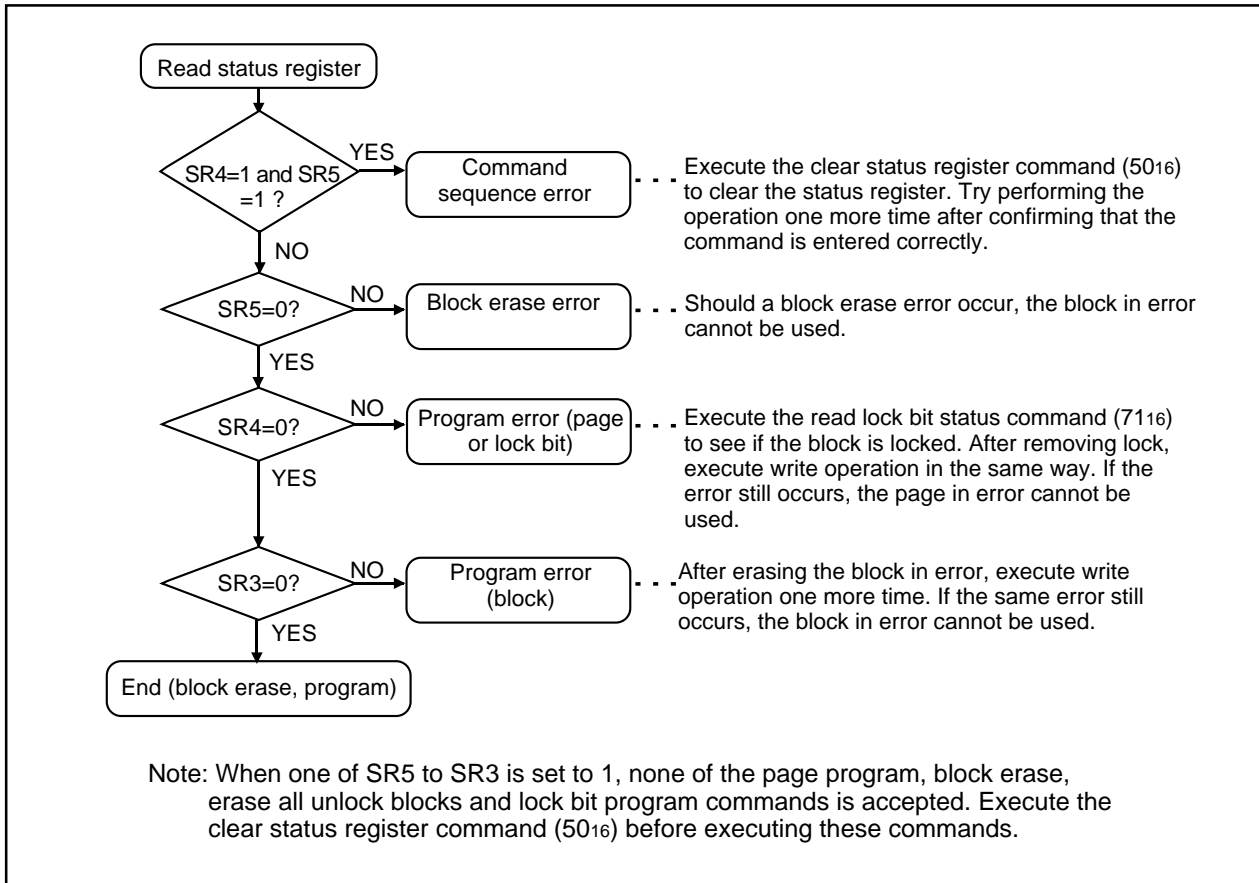 Read status register
SR4=1 and SR5
=1 ?
YES
Command
sequence error
Execute the clear status register command (5016)
to clear the status register. Try performing the
operation one more time after confirming that the
command is entered correctly.
NO
SR5=0?
NO
Block erase error
Should a block erase error occur, the block in error
cannot be used.
YES
SR4=0?
NO
Program error (page
or lock bit)
Execute the read lock bit status command (7116)
to see if the block is locked. After removing lock,
execute write operation in the same way. If the
error still occurs, the page in error cannot be
used.
YES
SR3=0?
NO
Program error
(block)
After erasing the block in error, execute write
operation one more time. If the same error still
occurs, the block in error cannot be used.
YES
End (block erase, program)
Note: When one of SR5 to SR3 is set to 1, none of the page program, block erase,
erase all unlock blocks and lock bit program commands is accepted. Execute the
clear status register command (5016) before executing these commands.